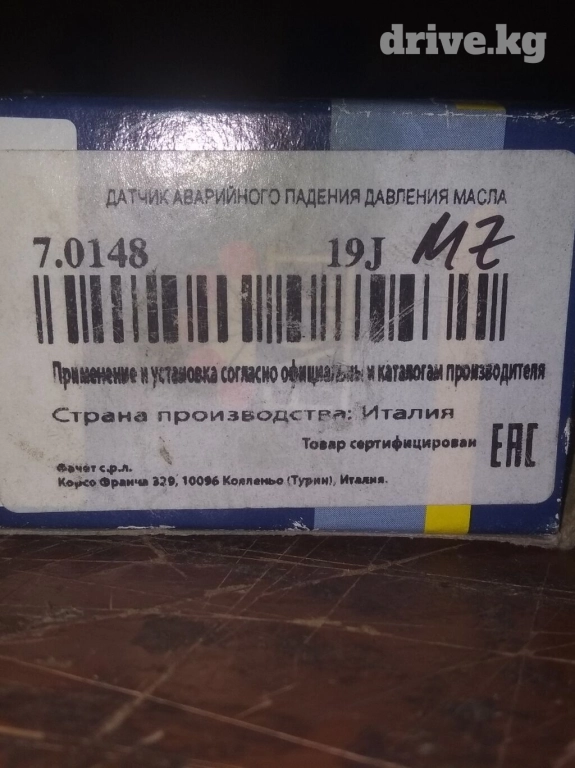 drive.kg
ДАТЧИК АВАРИЙНОГО ПАДЕНИЯ ДАВЛЕНИЯ МАСЛА
7.0148 19J MZ
Применение и установка согласно официальным каталогам производителя
Страна производства: Италия
Товар сертифицирован EAC
Фачет с.р.л.
Корсо Франча 329, 10096 Колленьо (Турин), Италия.